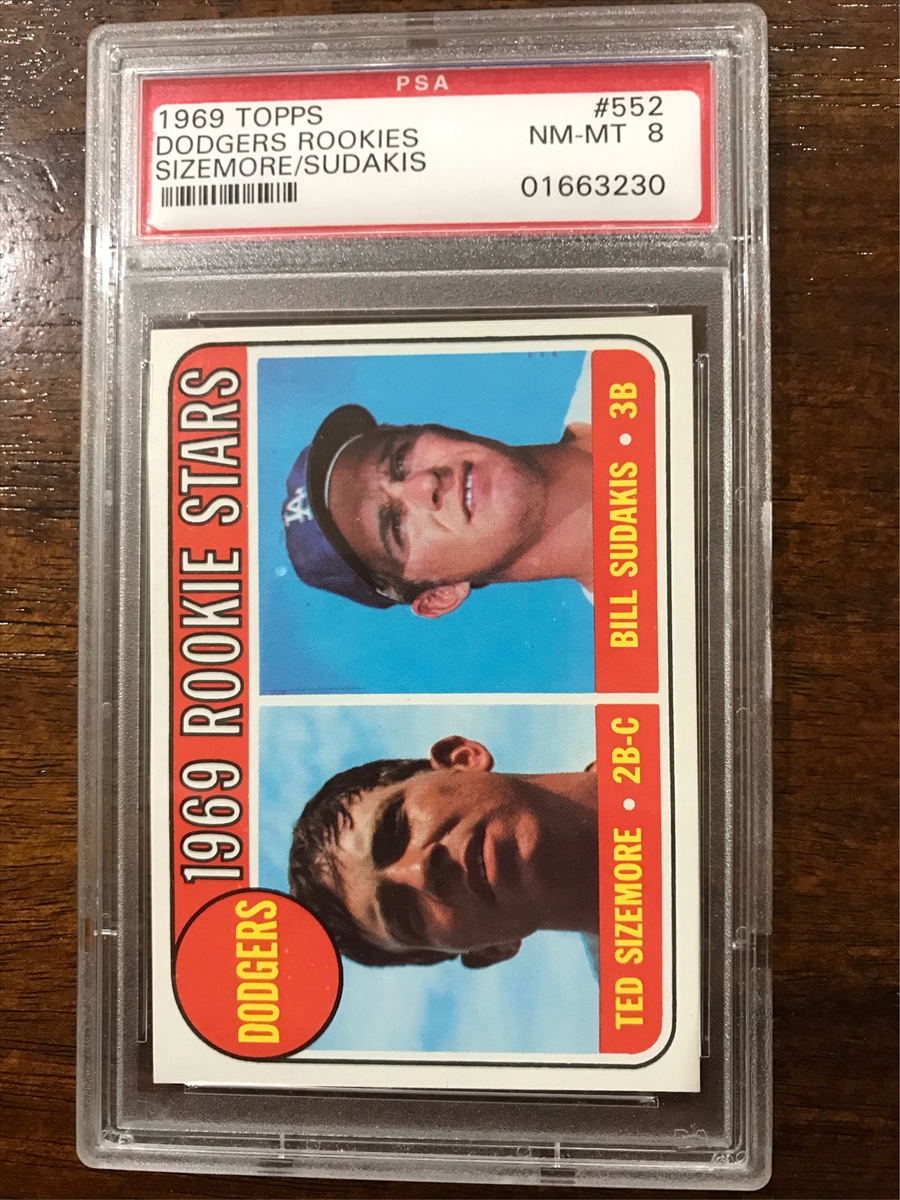 PSA
1969 TOPPS #552
DODGERS ROOKIES NM-MT 8
SIZEMORE/SUDAKIS
01663230
1969 ROOKIE STARS
DODGERS
LA
TED SIZEMORE • 2B-C
BILL SUDAKIS • 3B